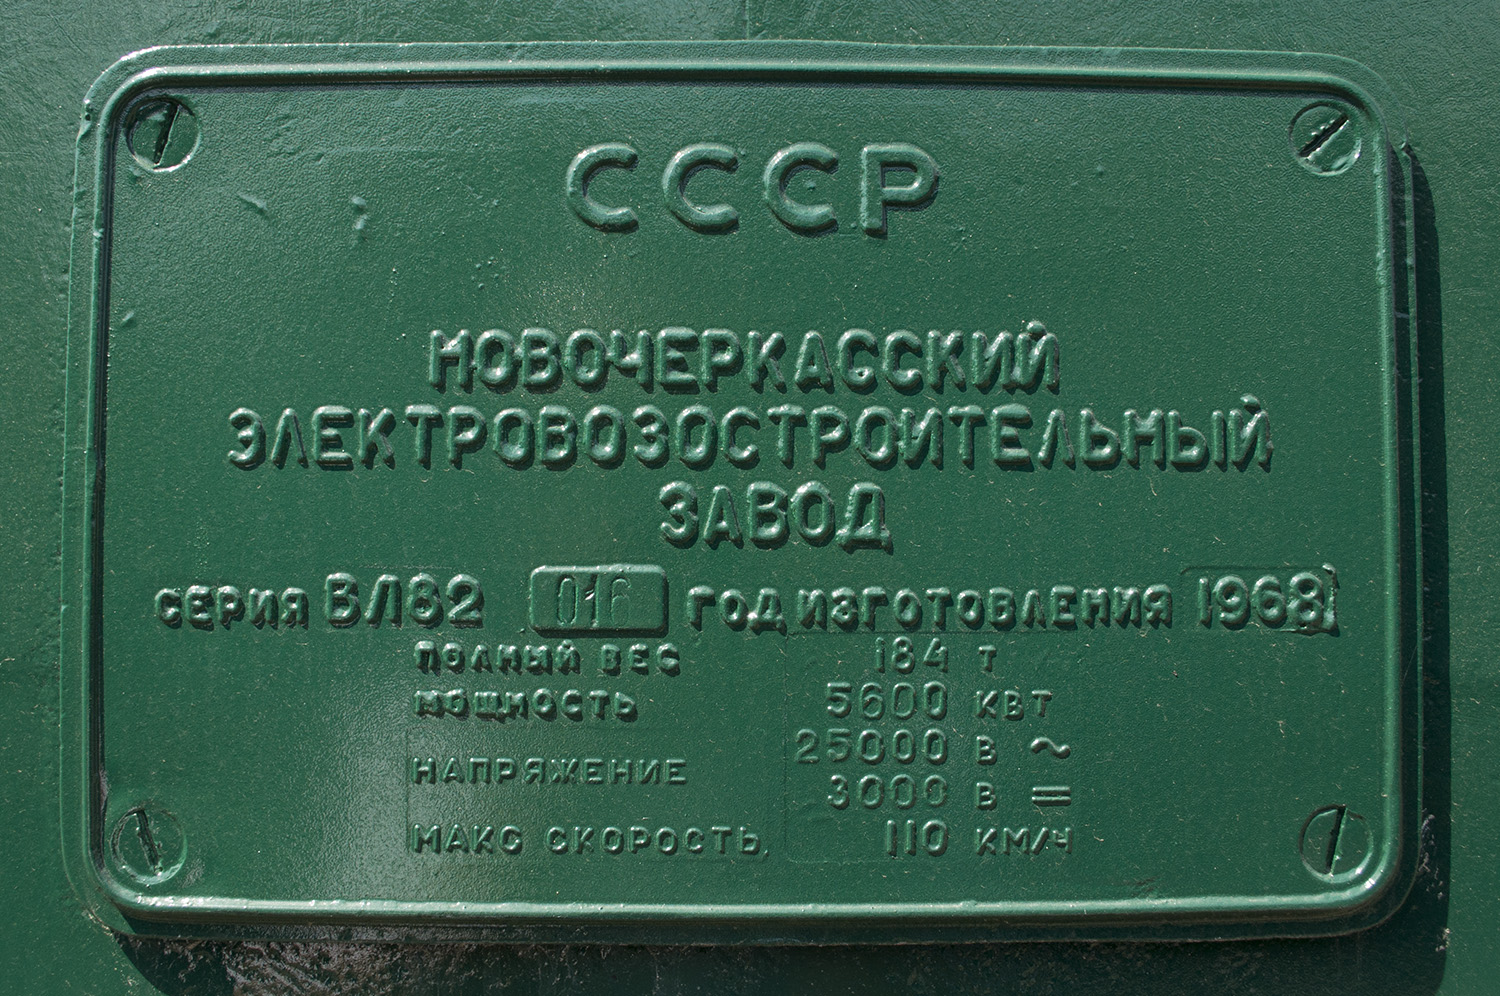 СССР
НОВОЧЕРКАССКИЙ
ЭЛЕКТРОВОЗОСТРОИТЕЛЬНЫЙ
ЗАВОД
СЕРИЯ ВЛ82 016 ГОД ИЗГОТОВЛЕНИЯ 1968
ПОЛНЫЙ ВЕС 184 Т
МОЩНОСТЬ 5600 КВТ
НАПРЯЖЕНИЕ 25000 В ~
3000 В =
МАКС СКОРОСТЬ, 110 КМ/Ч